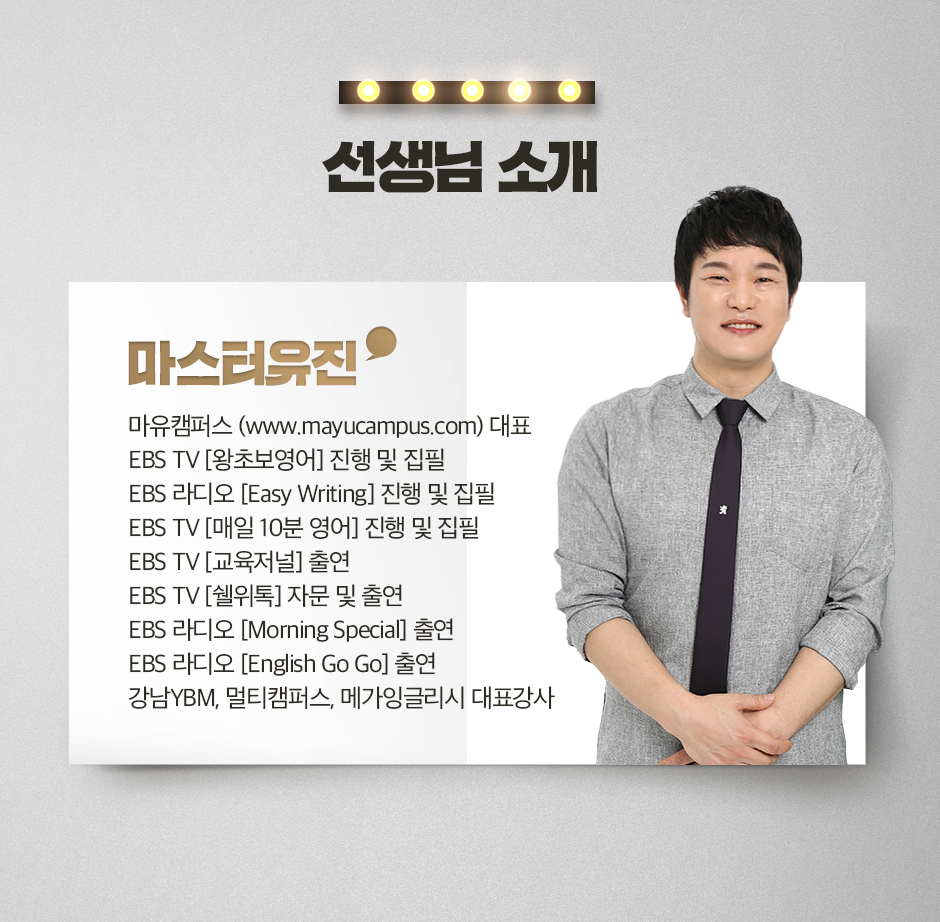 선생님 소개
마스터유진
마유캠퍼스 (www.mayucampus.com) 대표
EBS TV [왕초보영어] 진행 및 집필
EBS 라디오 [Easy Writing] 진행 및 집필
EBS TV [매일 10분 영어] 진행 및 집필
EBS TV [교육저널] 출연
EBS TV [쉘위톡] 자문 및 출연
EBS 라디오 [Morning Special] 출연
EBS 라디오 [English Go Go] 출연
강남YBM, 멀티캠퍼스, 메가잉글리시 대표강사